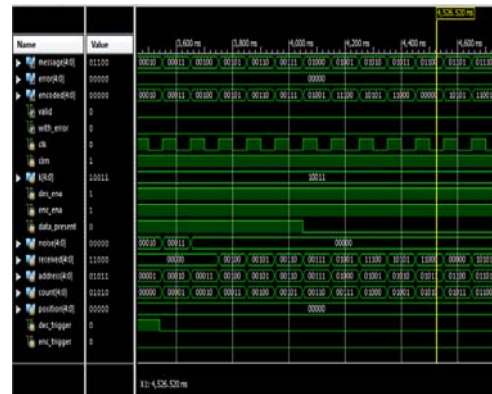 4,526.520 ns
Name Value 3,600 ns 3,800 ns 4,000 ns 4,200 ns 4,400 ns 4,600 ns
message[4:0] 01100 00010 00011 00100 00101 00110 00111 01000 01001 01010 01011 01100 01101 01110
error[4:0] 00000 00000
encoded[4:0] 00000 00010 00011 00100 00101 00110 00111 01001 11100 10101 11000 00000 10101 11001
valid 0
with_error 0
clk 0
clrn 1
k[4:0] 10011 10011
dec_ena 1
enc_ena 1
data_present 0
noise[4:0] 00000 00010 00011 00000
received[4:0] 11000 00000 00100 00101 00110 00111 01001 11100 10101 11000 00000 10101
address[4:0] 01011 00001 00010 00011 00100 00101 00110 00111 01000 01001 01010 01011 01100 01101
count[4:0] 01010 00000 00001 00010 00011 00100 00101 00110 00111 01000 01001 01010 01011 01100
position[4:0] 00000 00000
dec_trigger 0
enc_trigger 0
X1: 4,526.520 ns